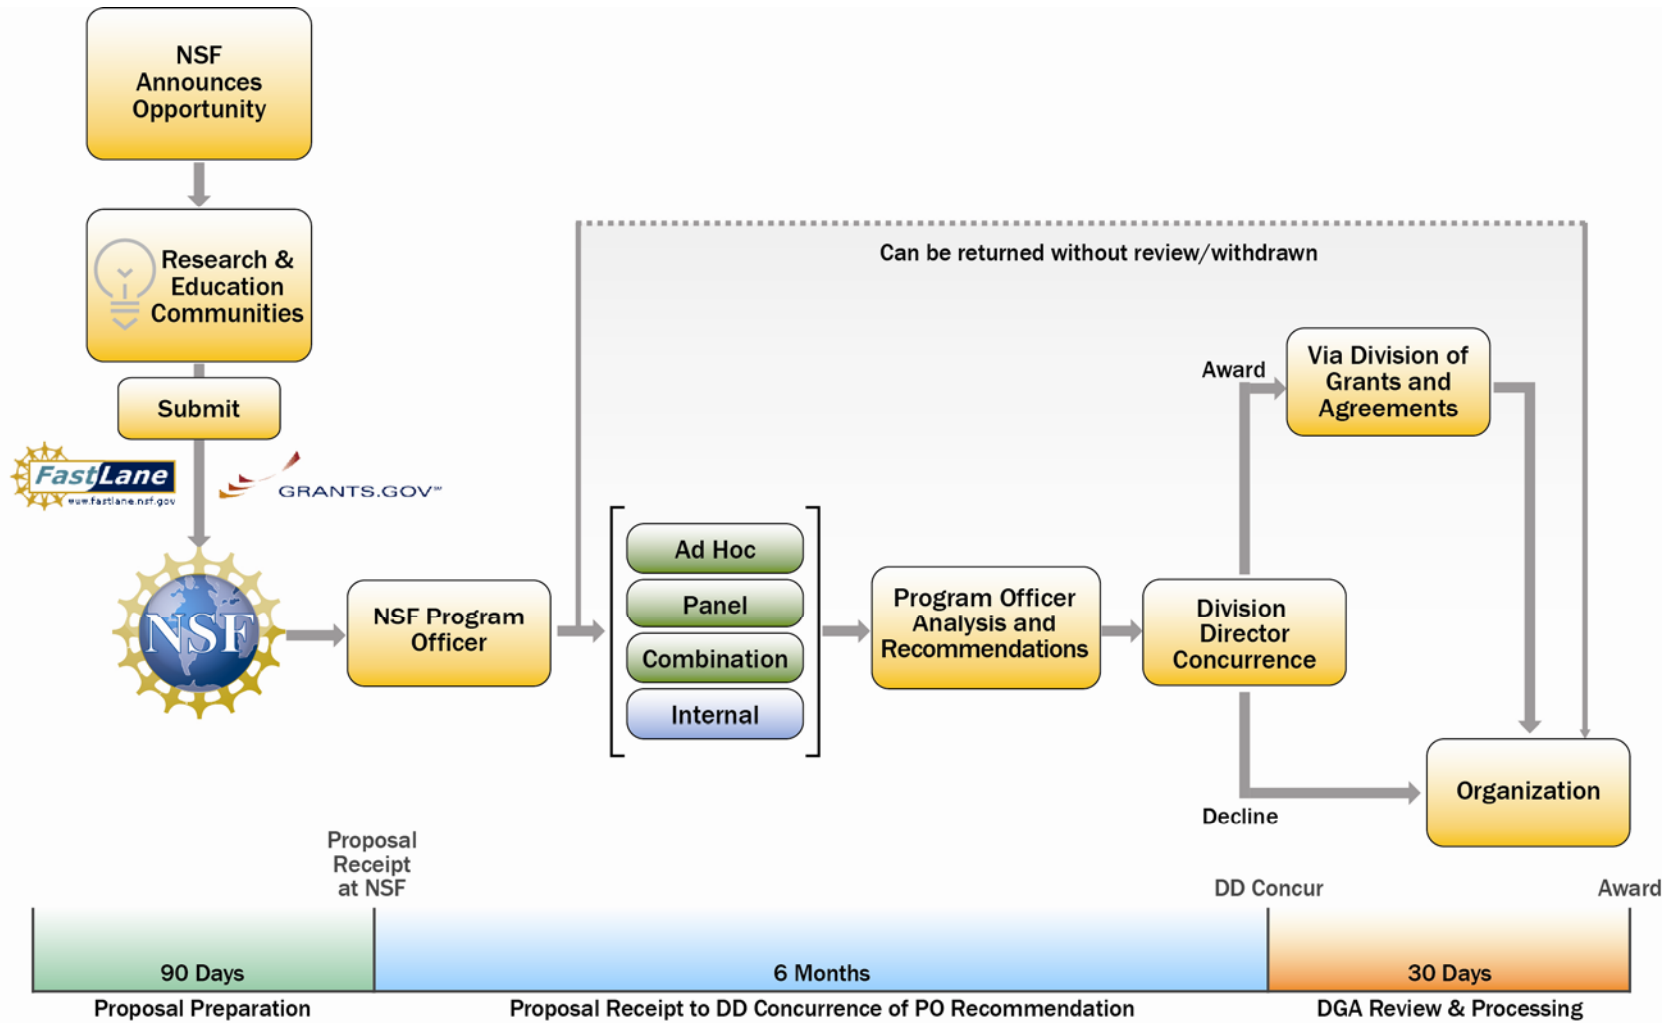 NSF
Announces
Opportunity
Research &
Education
Communities
Submit
FastLane
www.fastlane.nsf.gov
GRANTS.GOV℠
NSF
NSF Program
Officer
Can be returned without review/withdrawn
Ad Hoc
Panel
Combination
Internal
Program Officer
Analysis and
Recommendations
Division
Director
Concurrence
Award
Via Division of
Grants and
Agreements
Decline
Organization
Proposal
Receipt
at NSF
DD Concur
Award
90 Days
6 Months
30 Days
Proposal Preparation
Proposal Receipt to DD Concurrence of PO Recommendation
DGA Review & Processing